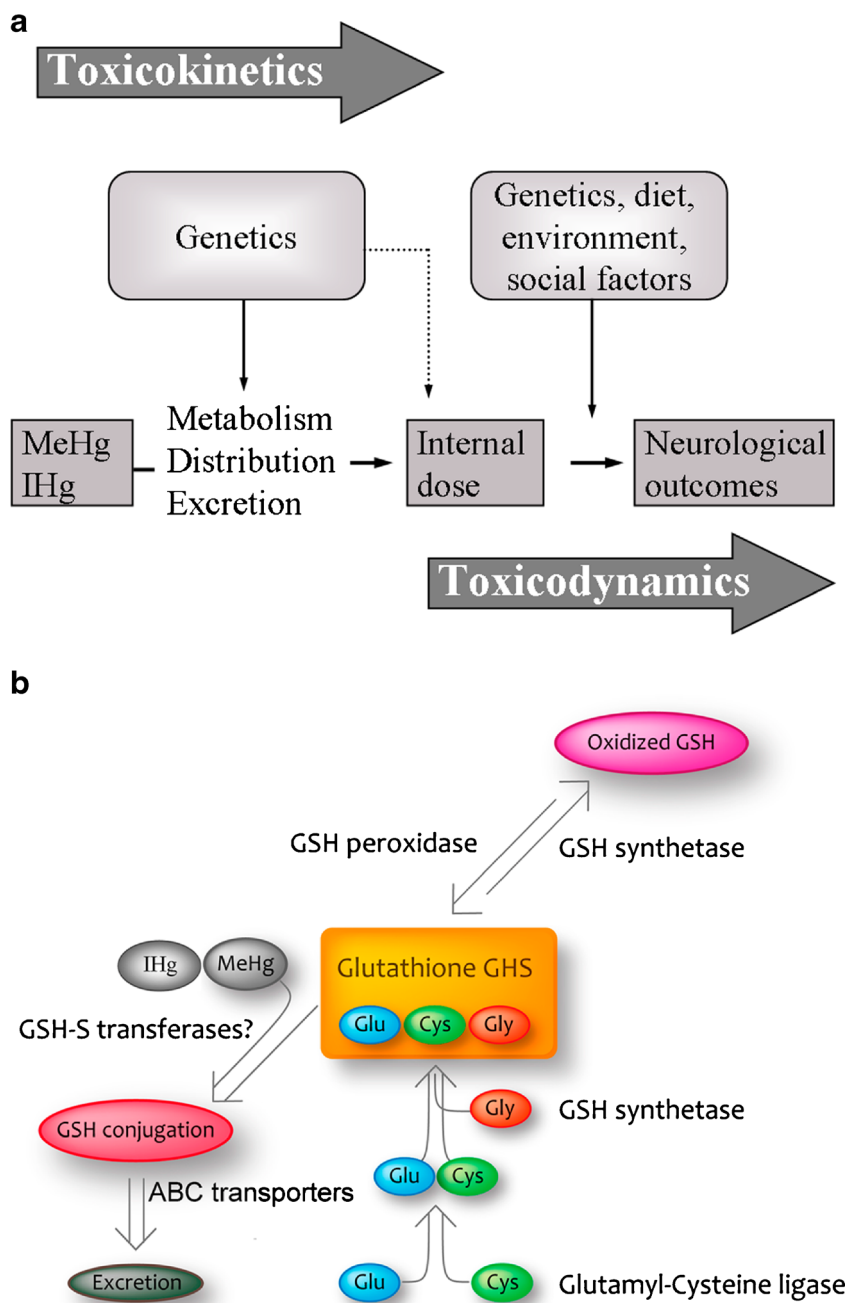 a
Toxicokinetics
Genetics
Genetics, diet,
environment,
social factors
MeHg
IHg
Metabolism
Distribution
Excretion
Internal
dose
Neurological
outcomes
Toxicodynamics
b
Oxidized GSH
GSH peroxidase
GSH synthetase
IHg
MeHg
Glutathione GHS
Glu
Cys
Gly
GSH-S transferases?
GSH conjugation
Gly
GSH synthetase
Glu
Cys
ABC transporters
Excretion
Glu
Cys
Glutamyl-Cysteine ligase